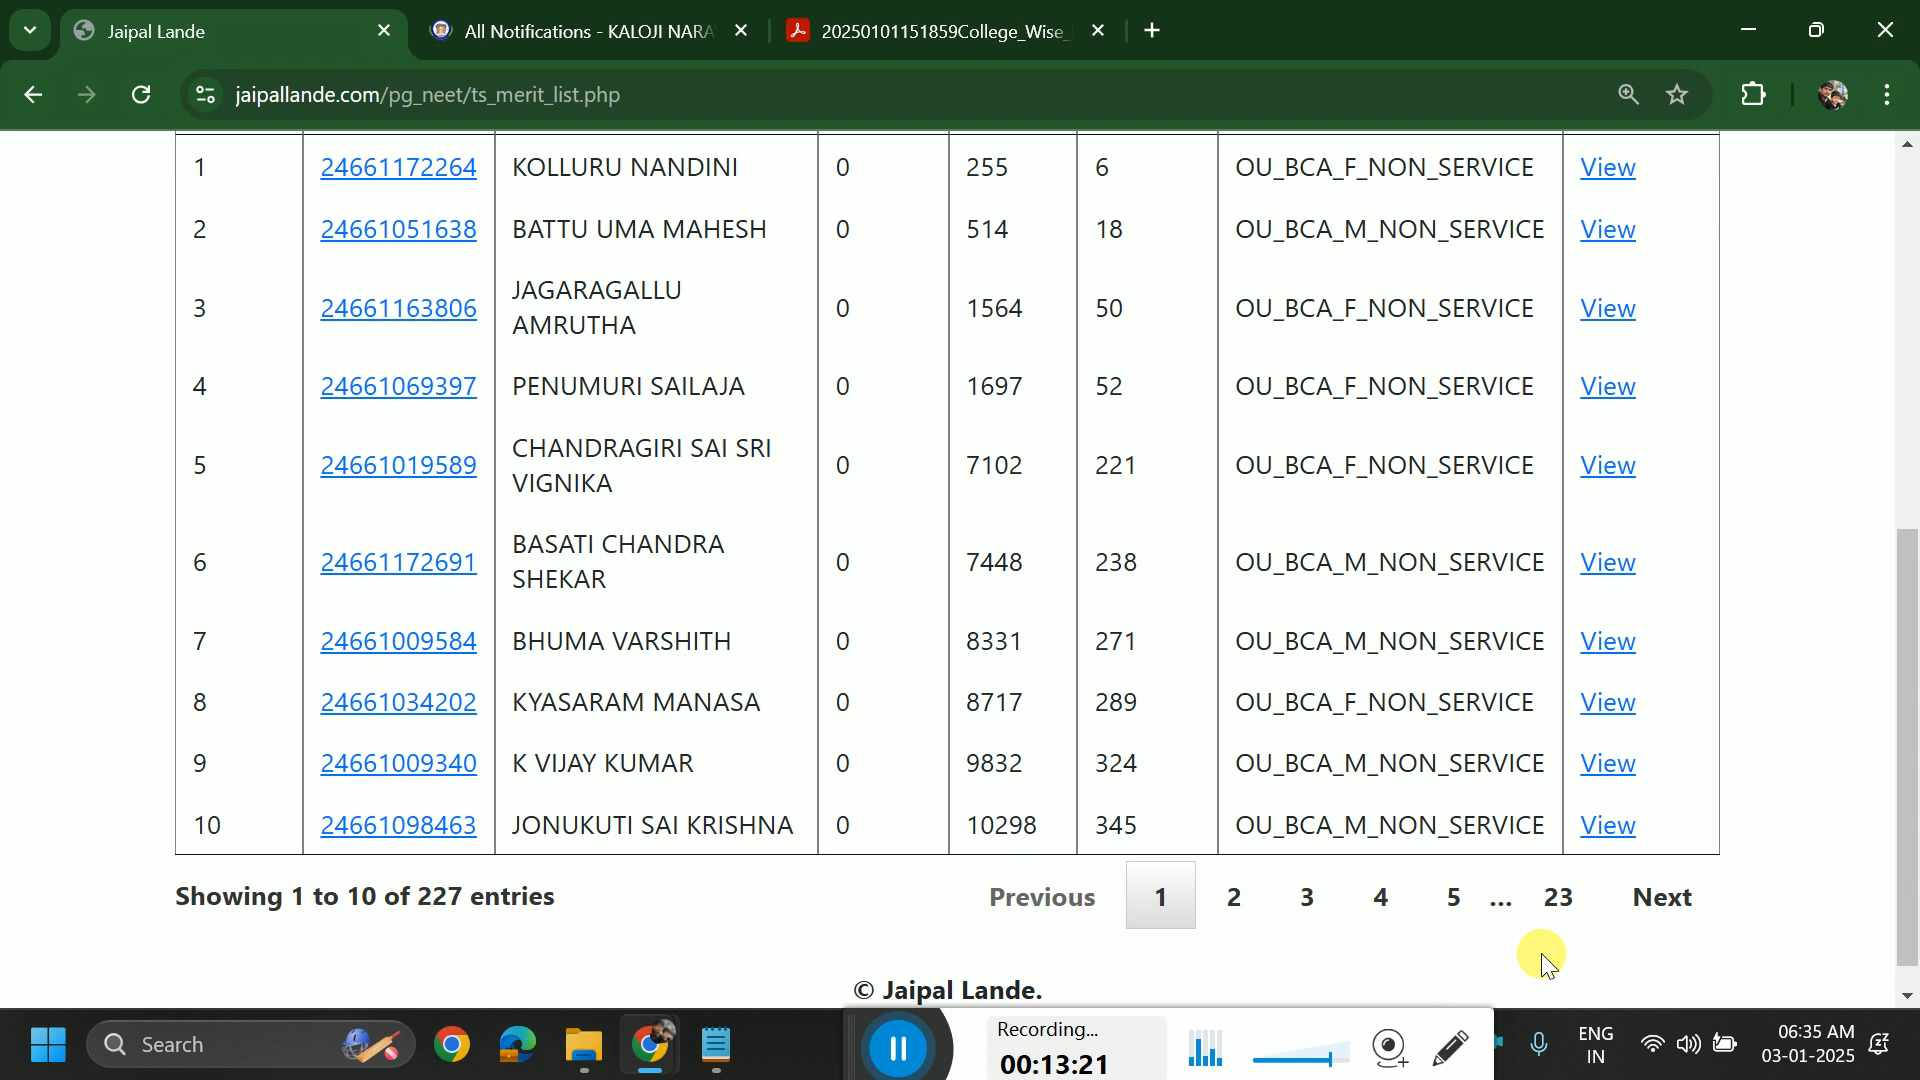 Jaipal Lande
All Notifications - KALOJI NARA
20250101151859College_Wise_
jaipallande.com/pg_neet/ts_merit_list.php
1 24661172264 KOLLURU NANDINI 0 255 6 OU_BCA_F_NON_SERVICE View
2 24661051638 BATTU UMA MAHESH 0 514 18 OU_BCA_M_NON_SERVICE View
3 24661163806 JAGARAGALLU AMRUTHA 0 1564 50 OU_BCA_F_NON_SERVICE View
4 24661069397 PENUMURI SAILAJA 0 1697 52 OU_BCA_F_NON_SERVICE View
5 24661019589 CHANDRAGIRI SAI SRI VIGNIKA 0 7102 221 OU_BCA_F_NON_SERVICE View
6 24661172691 BASATI CHANDRA SHEKAR 0 7448 238 OU_BCA_M_NON_SERVICE View
7 24661009584 BHUMA VARSHITH 0 8331 271 OU_BCA_M_NON_SERVICE View
8 24661034202 KYASARAM MANASA 0 8717 289 OU_BCA_F_NON_SERVICE View
9 24661009340 K VIJAY KUMAR 0 9832 324 OU_BCA_M_NON_SERVICE View
10 24661098463 JONUKUTI SAI KRISHNA 0 10298 345 OU_BCA_M_NON_SERVICE View
Showing 1 to 10 of 227 entries
Previous 1 2 3 4 5 ... 23 Next
© Jaipal Lande.
Search
Recording...
00:13:21
ENG
IN
06:35 AM
03-01-2025